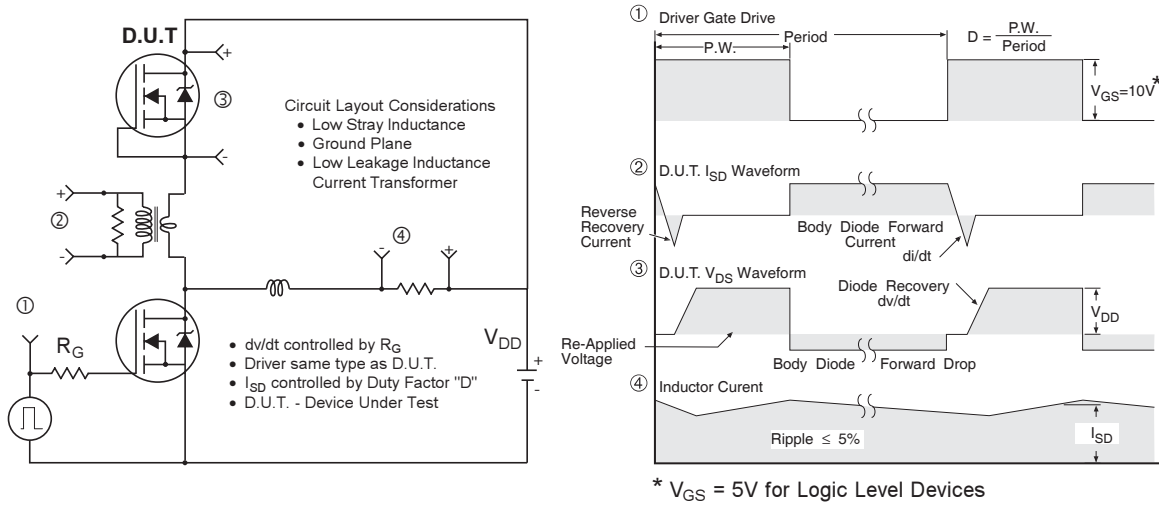 D.U.T
+
③
-
Circuit Layout Considerations
• Low Stray Inductance
• Ground Plane
• Low Leakage Inductance
Current Transformer
+
②
-
④
- +
①
R_G
V_DD
+
-
• dv/dt controlled by R_G
• Driver same type as D.U.T.
• I_SD controlled by Duty Factor "D"
• D.U.T. - Device Under Test
① Driver Gate Drive
P.W.
Period
D = P.W. / Period
V_GS=10V *
② D.U.T. I_SD Waveform
Reverse
Recovery
Current
Body Diode Forward
Current
di/dt
③ D.U.T. V_DS Waveform
Diode Recovery
dv/dt
V_DD
Re-Applied
Voltage
Body Diode Forward Drop
④ Inductor Curent
Ripple ≤ 5%
I_SD
* V_GS = 5V for Logic Level Devices